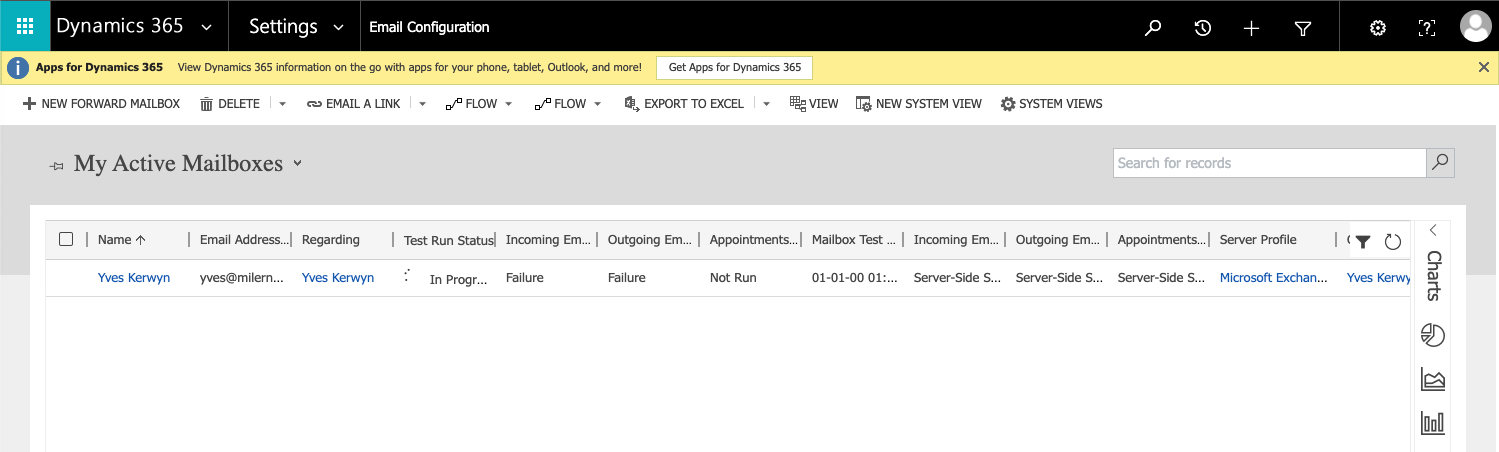 Dynamics 365 Settings Email Configuration
Apps for Dynamics 365 View Dynamics 365 information on the go with apps for your phone, tablet, Outlook, and more! Get Apps for Dynamics 365
NEW FORWARD MAILBOX DELETE EMAIL A LINK FLOW FLOW EXPORT TO EXCEL VIEW NEW SYSTEM VIEW SYSTEM VIEWS
My Active Mailboxes Search for records
Name Email Address... Regarding Test Run Status Incoming Em... Outgoing Em... Appointments... Mailbox Test ... Incoming Em... Outgoing Em... Appointments... Server Profile
Yves Kerwyn yves@milern... Yves Kerwyn In Progr... Failure Failure Not Run 01-01-00 01:... Server-Side S... Server-Side S... Server-Side S... Microsoft Exchan... Yves Kerwy
Charts